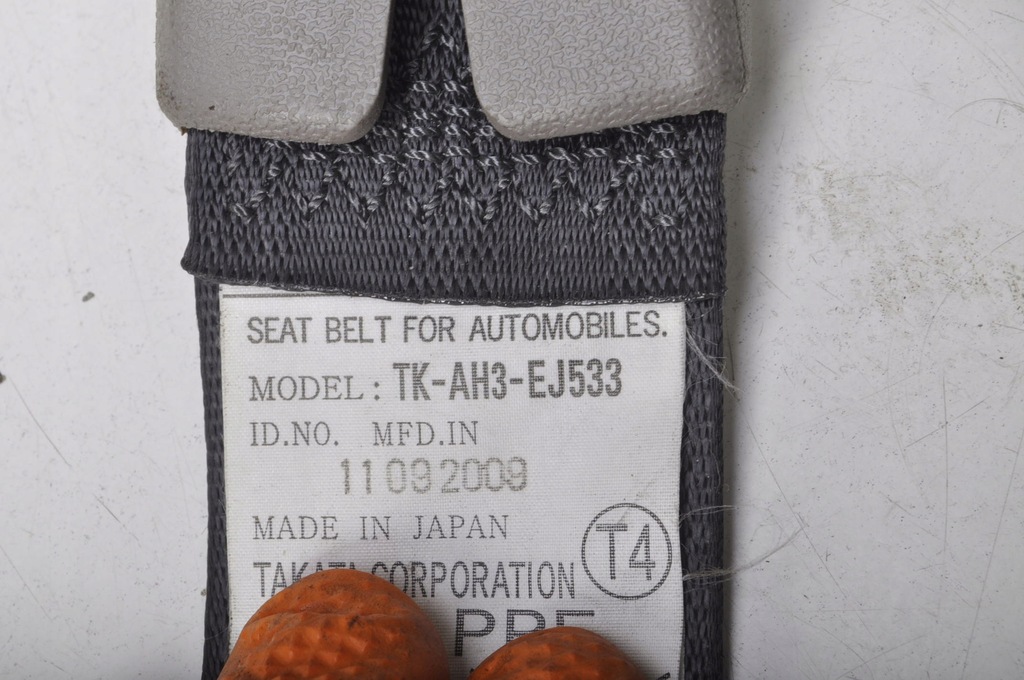 SEAT BELT FOR AUTOMOBILES.
MODEL: TK-AH3-EJ533
ID.NO. MFD.IN
11 09 2009
MADE IN JAPAN
T4
TAKATA CORPORATION